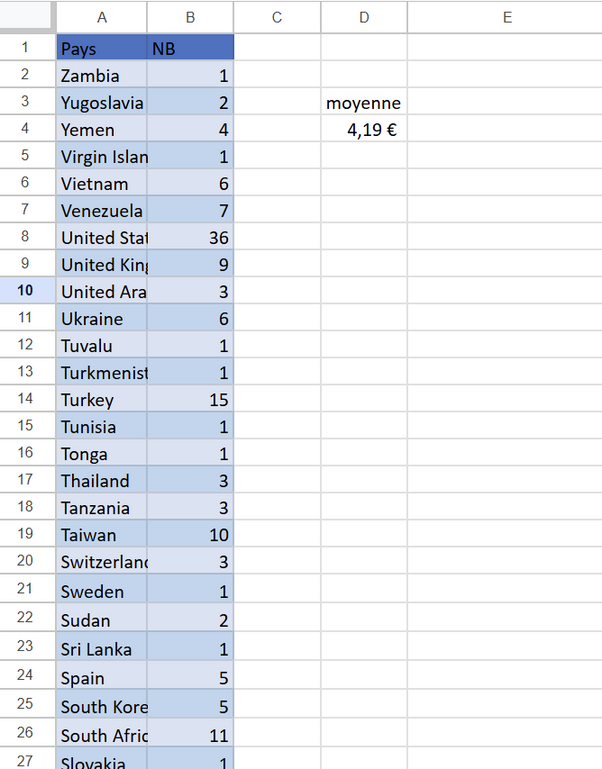 A B C D E
1 Pays NB
2 Zambia 1
3 Yugoslavia 2 moyenne
4 Yemen 4 4,19 €
5 Virgin Islan 1
6 Vietnam 6
7 Venezuela 7
8 United Stat 36
9 United King 9
10 United Ara 3
11 Ukraine 6
12 Tuvalu 1
13 Turkmenist 1
14 Turkey 15
15 Tunisia 1
16 Tonga 1
17 Thailand 3
18 Tanzania 3
19 Taiwan 10
20 Switzerland 3
21 Sweden 1
22 Sudan 2
23 Sri Lanka 1
24 Spain 5
25 South Kore 5
26 South Afric 11
27 Slovakia 1